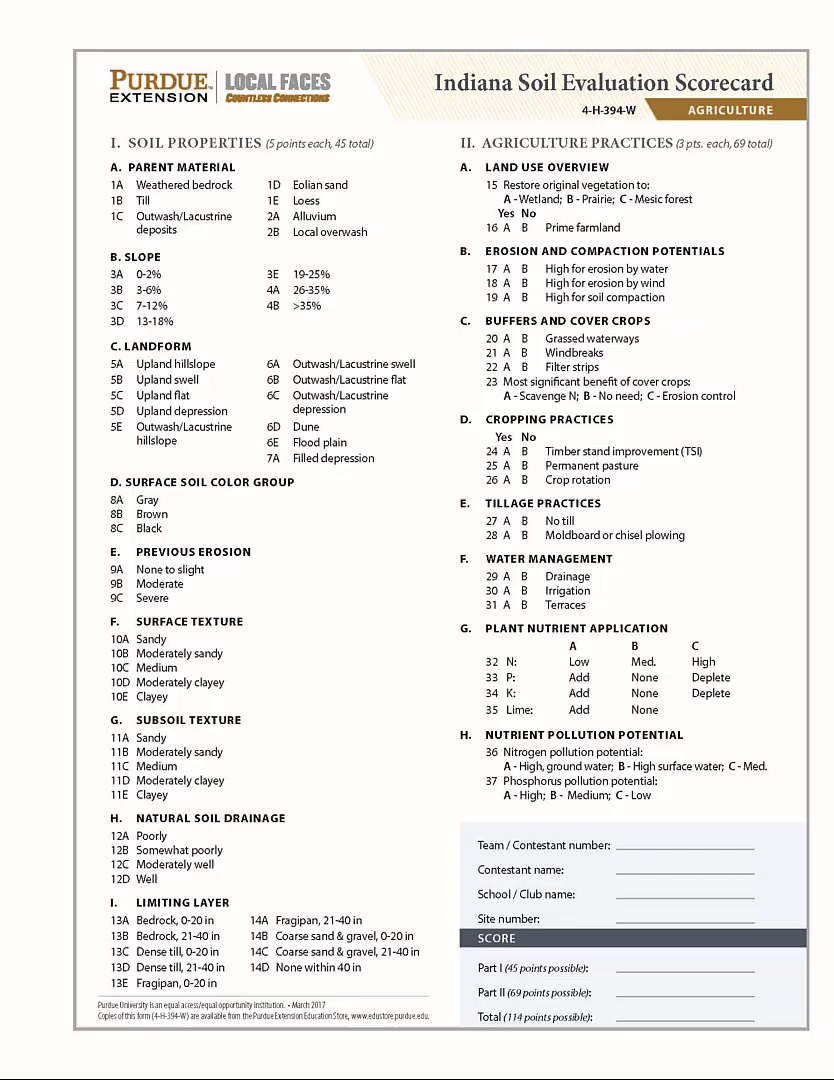 PURDUE EXTENSION
LOCAL FACES
COUNTLESS CONNECTIONS
Indiana Soil Evaluation Scorecard
4-H-394-W
AGRICULTURE
I. SOIL PROPERTIES (5 points each, 45 total)
A. PARENT MATERIAL
1A Weathered bedrock
1B Till
1C Outwash/Lacustrine
deposits
1D Eolian sand
1E Loess
2A Alluvium
2B Local overwash
B. SLOPE
3A 0-2%
3B 3-6%
3C 7-12%
3D 13-18%
3E 19-25%
4A 26-35%
4B >35%
C. LANDFORM
5A Upland hillslope
5B Upland swell
5C Upland flat
5D Upland depression
5E Outwash/Lacustrine
hillslope
6A Outwash/Lacustrine swell
6B Outwash/Lacustrine flat
6C Outwash/Lacustrine
depression
6D Dune
6E Flood plain
7A Filled depression
D. SURFACE SOIL COLOR GROUP
8A Gray
8B Brown
8C Black
E. PREVIOUS EROSION
9A None to slight
9B Moderate
9C Severe
F. SURFACE TEXTURE
10A Sandy
10B Moderately sandy
10C Medium
10D Moderately clayey
10E Clayey
G. SUBSOIL TEXTURE
11A Sandy
11B Moderately sandy
11C Medium
11D Moderately clayey
11E Clayey
H. NATURAL SOIL DRAINAGE
12A Poorly
12B Somewhat poorly
12C Moderately well
12D Well
I. LIMITING LAYER
13A Bedrock, 0-20 in
13B Bedrock, 21-40 in
13C Dense till, 0-20 in
13D Dense till, 21-40 in
13E Fragipan, 0-20 in
14A Fragipan, 21-40 in
14B Coarse sand & gravel, 0-20 in
14C Coarse sand & gravel, 21-40 in
14D None within 40 in
Purdue University is an equal access/equal opportunity institution. • March 2017
Copies of this form (4-H-394-W) are available from the Purdue Extension Education Store, www.edustore.purdue.edu.
II. AGRICULTURE PRACTICES (3 pts. each, 69 total)
A. LAND USE OVERVIEW
15 Restore original vegetation to:
A - Wetland; B - Prairie; C - Mesic forest
Yes No
16 A B Prime farmland
B. EROSION AND COMPACTION POTENTIALS
17 A B High for erosion by water
18 A B High for erosion by wind
19 A B High for soil compaction
C. BUFFERS AND COVER CROPS
20 A B Grassed waterways
21 A B Windbreaks
22 A B Filter strips
23 Most significant benefit of cover crops:
A - Scavenge N; B - No need; C - Erosion control
D. CROPPING PRACTICES
Yes No
24 A B Timber stand improvement (TSI)
25 A B Permanent pasture
26 A B Crop rotation
E. TILLAGE PRACTICES
27 A B No till
28 A B Moldboard or chisel plowing
F. WATER MANAGEMENT
29 A B Drainage
30 A B Irrigation
31 A B Terraces
G. PLANT NUTRIENT APPLICATION
A B C
32 N: Low Med. High
33 P: Add None Deplete
34 K: Add None Deplete
35 Lime: Add None
H. NUTRIENT POLLUTION POTENTIAL
36 Nitrogen pollution potential:
A - High, ground water; B - High surface water; C - Med.
37 Phosphorus pollution potential:
A - High; B - Medium; C - Low
Team / Contestant number:
Contestant name:
School / Club name:
Site number:
SCORE
Part I (45 points possible):
Part II (69 points possible):
Total (114 points possible):